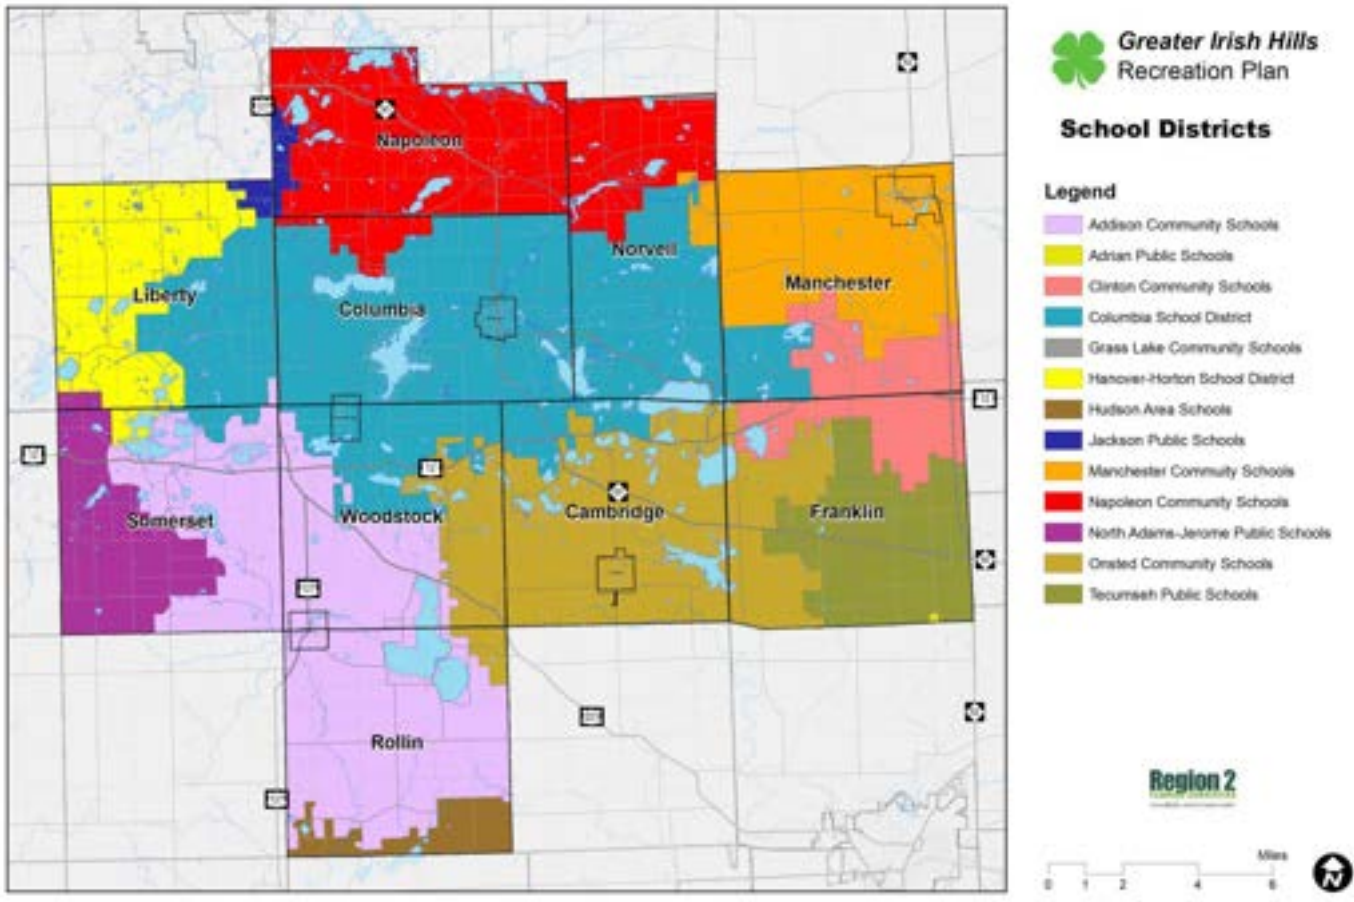 Greater Irish Hills
Recreation Plan
School Districts
Legend
Addison Community Schools
Adrian Public Schools
Clinton Community Schools
Columbia School District
Grass Lake Community Schools
Hanover-Horton School District
Hudson Area Schools
Jackson Public Schools
Manchester Commuity Schools
Napoleon Community Schools
North Adams-Jerome Public Schools
Onsted Community Schools
Tecumseh Public Schools
Napoleon
Norvell
Liberty
Columbia
Manchester
Somerset
Woodstock
Cambridge
Franklin
Rollin
Region 2
Miles
0 1 2 4 6
N